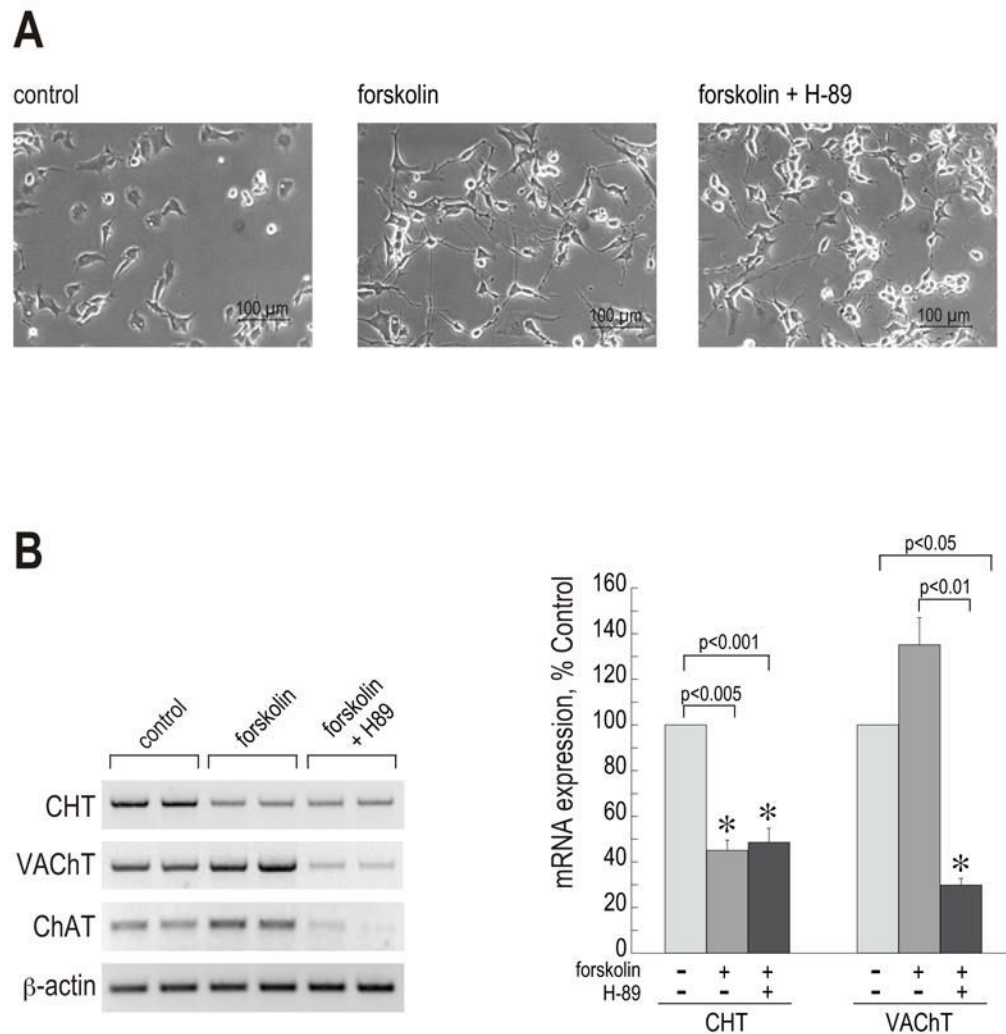 A
control
forskolin
forskolin + H-89
100 µm
100 µm
100 µm
B
control
forskolin
forskolin
+ H89
CHT
VAChT
ChAT
β-actin
mRNA expression, % Control
160
140
120
100
80
60
40
20
0
p<0.001
p<0.005
p<0.05
p<0.01
*
*
*
forskolin - + + - + +
H-89 - - + - - +
CHT
VAChT